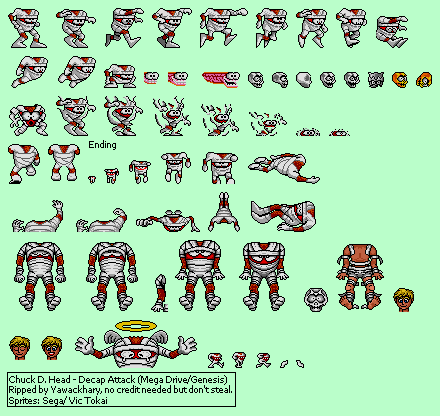 Ending
Chuck D. Head - Decap Attack (Mega Drive/Genesis)
Ripped by Yawackhary, no credit needed but don't steal.
Sprites: Sega/ Vic Tokai